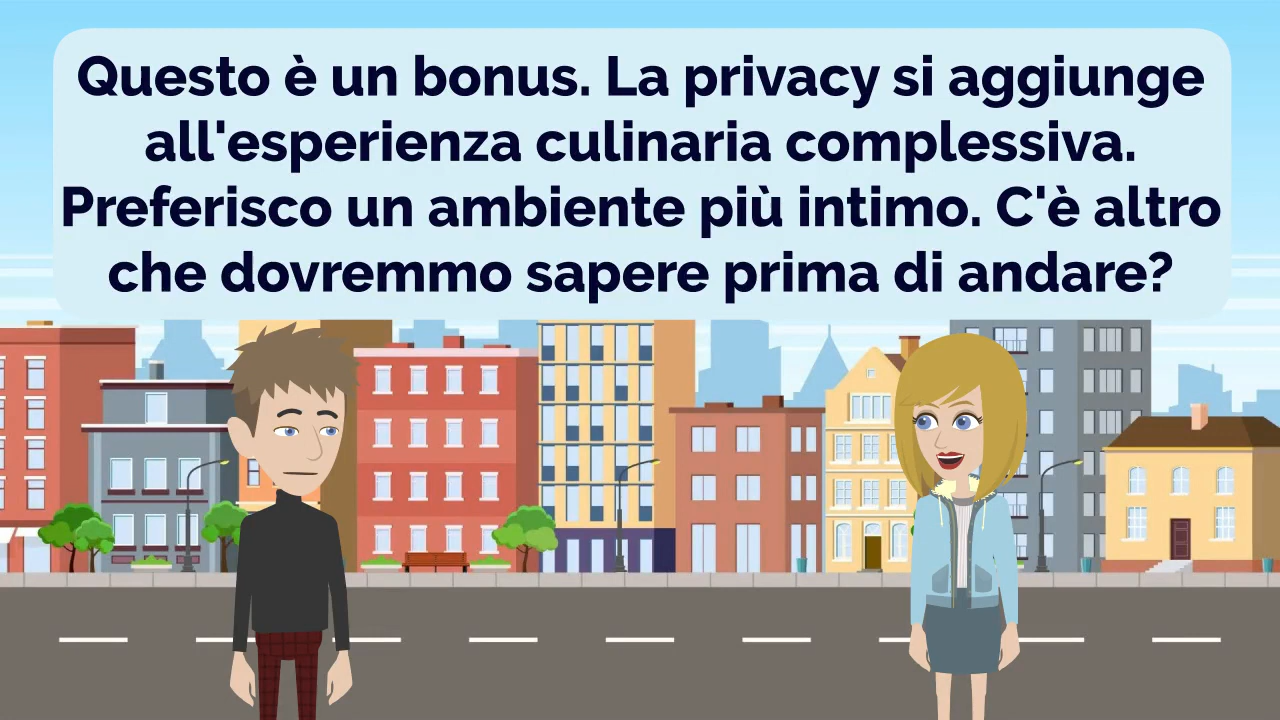 Questo è un bonus. La privacy si aggiunge
all'esperienza culinaria complessiva.
Preferisco un ambiente più intimo. C'è altro
che dovremmo sapere prima di andare?